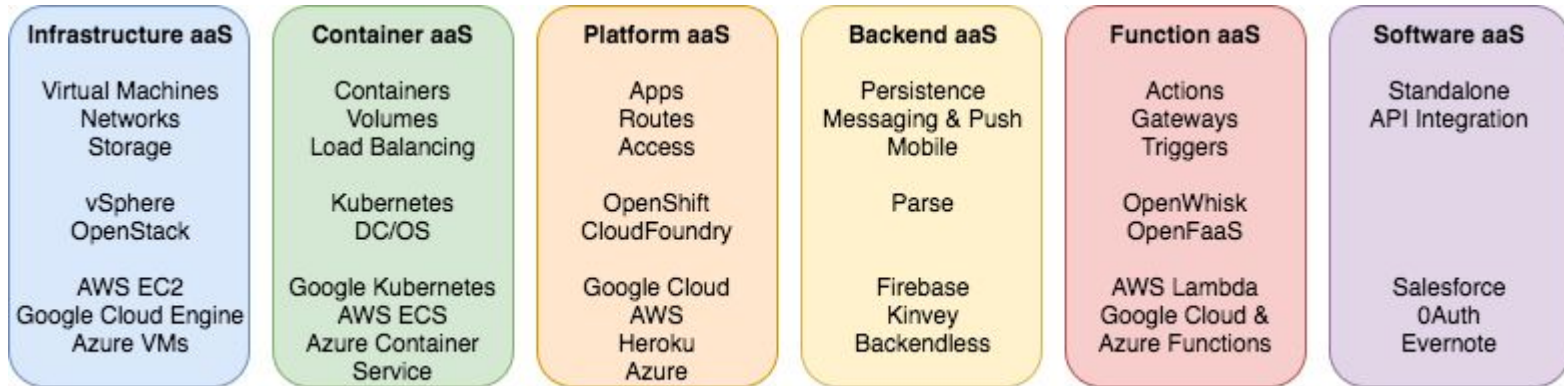 Infrastructure aaS
Virtual Machines
Networks
Storage
vSphere
OpenStack
AWS EC2
Google Cloud Engine
Azure VMs
Container aaS
Containers
Volumes
Load Balancing
Kubernetes
DC/OS
Google Kubernetes
AWS ECS
Azure Container
Service
Platform aaS
Apps
Routes
Access
OpenShift
CloudFoundry
Google Cloud
AWS
Heroku
Azure
Backend aaS
Persistence
Messaging & Push
Mobile
Parse
Firebase
Kinvey
Backendless
Function aaS
Actions
Gateways
Triggers
OpenWhisk
OpenFaaS
AWS Lambda
Google Cloud &
Azure Functions
Software aaS
Standalone
API Integration
Salesforce
0Auth
Evernote